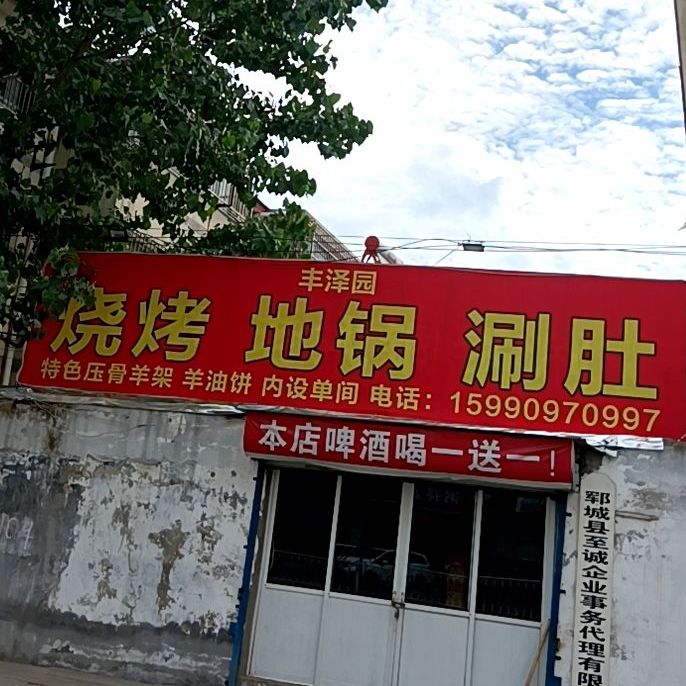 丰泽园
烧烤 地锅 涮肚
特色压骨羊架 羊油饼 内设单间 电话：15990970997
本店啤酒喝一送一！
郓城县至诚企业事务代理有限